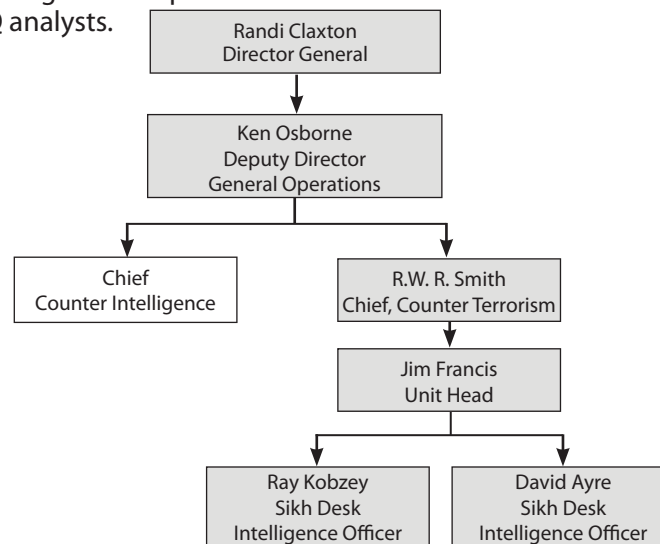 analysts.
Randi Claxton
Director General
Ken Osborne
Deputy Director
General Operations
Chief
Counter Intelligence
R.W. R. Smith
Chief, Counter Terrorism
Jim Francis
Unit Head
Ray Kobzey
Sikh Desk
Intelligence Officer
David Ayre
Sikh Desk
Intelligence Officer